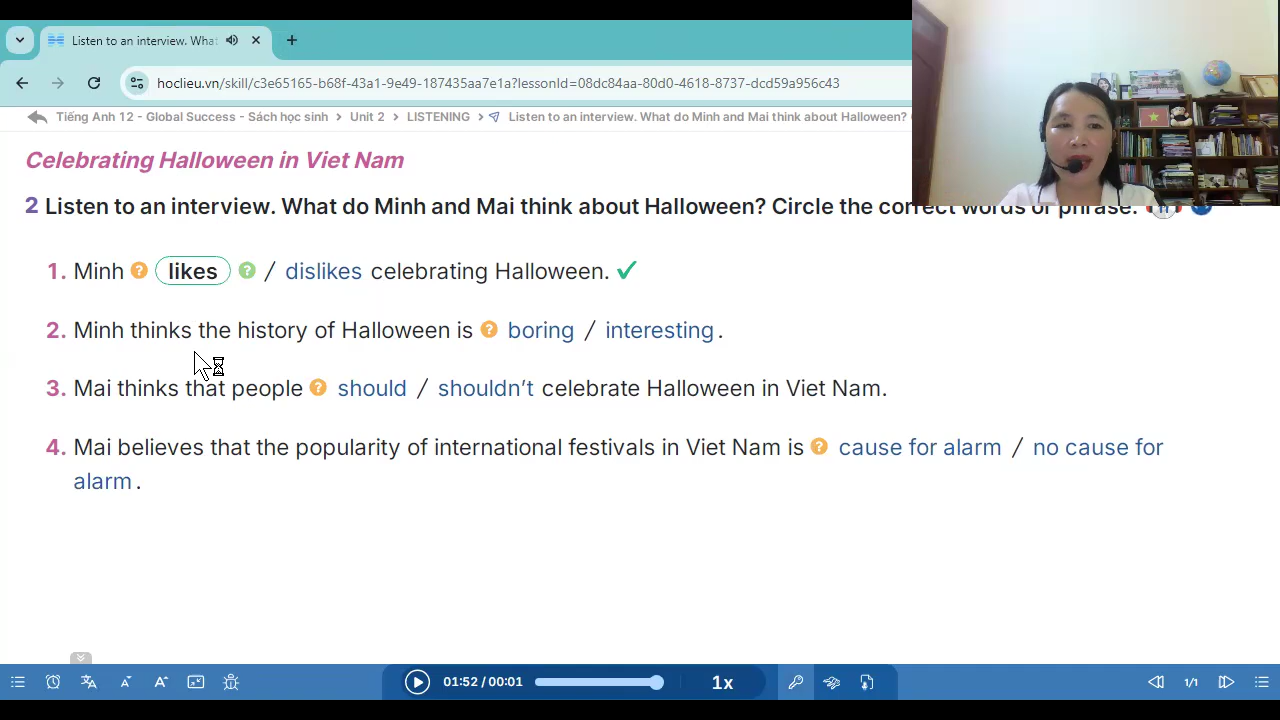 Listen to an interview. Wha
hoclieu.vn/skill/c3e65165-b68f-43a1-9e49-187435aa7e1a?lessonId=08dc84aa-80d0-4618-8737-dcd59a956c43
Tiếng Anh 12 - Global Success - Sách học sinh > Unit 2 > LISTENING > Listen to an interview. What do Minh and Mai think about Halloween?
Celebrating Halloween in Viet Nam
2 Listen to an interview. What do Minh and Mai think about Halloween? Circle the correct words or phrase.
1. Minh ? likes ? / dislikes celebrating Halloween. ✓
2. Minh thinks the history of Halloween is ? boring / interesting.
3. Mai thinks that people ? should / shouldn't celebrate Halloween in Viet Nam.
4. Mai believes that the popularity of international festivals in Viet Nam is ? cause for alarm / no cause for
alarm.
01:52 / 00:01 1x 1/1